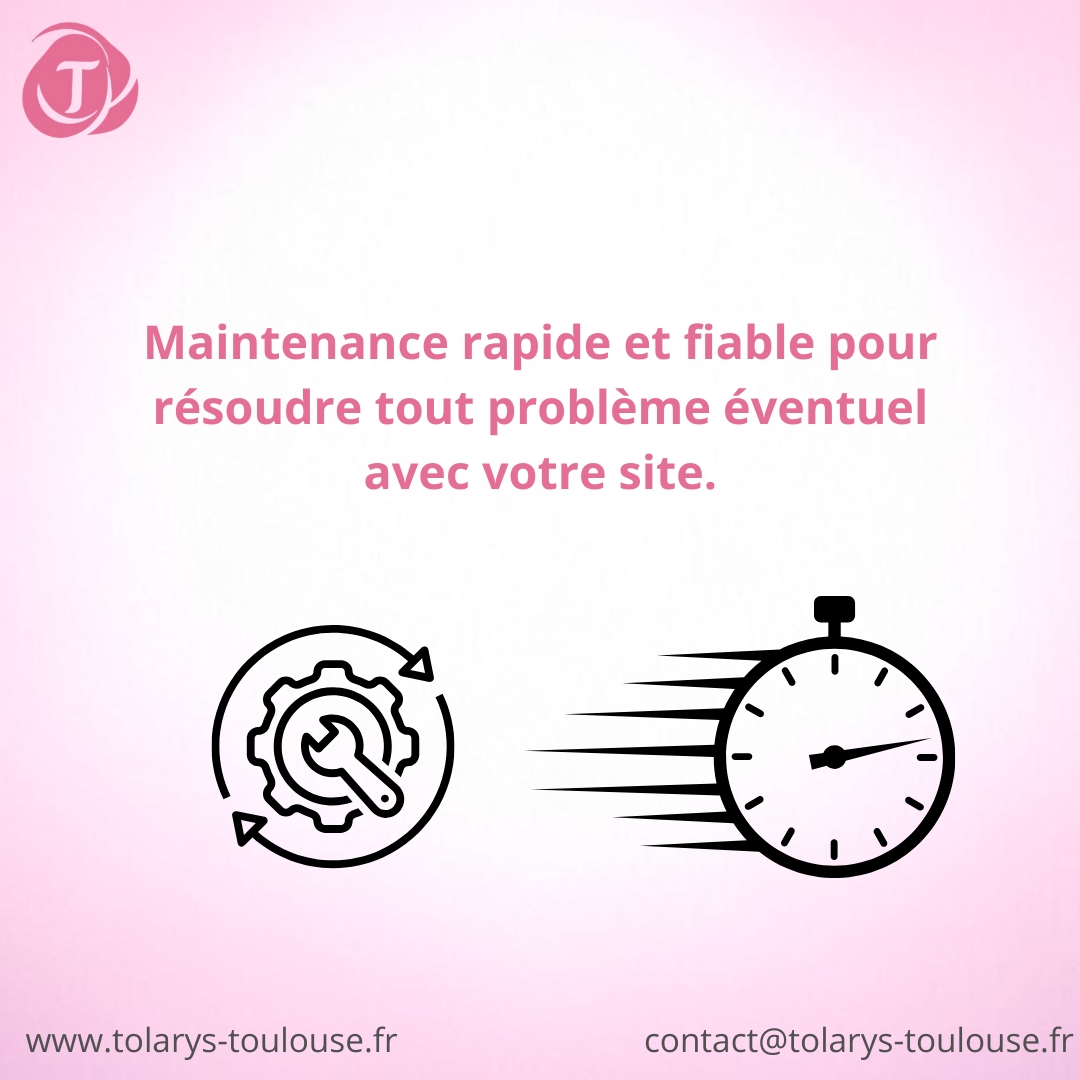 T
Maintenance rapide et fiable pour
résoudre tout problème éventuel
avec votre site.
www.tolarys-toulouse.fr
contact@tolarys-toulouse.fr